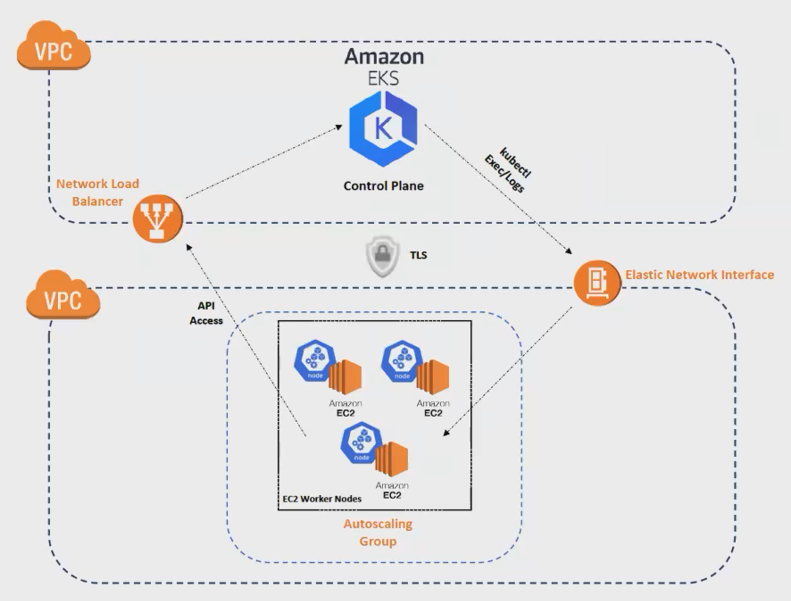 VPC
Amazon
EKS
K
Control Plane
kubectl
Exec/Logs
Network Load
Balancer
TLS
Elastic Network Interface
VPC
API
Access
node
Amazon
EC2
node
Amazon
EC2
node
Amazon
EC2
EC2 Worker Nodes
Autoscaling
Group